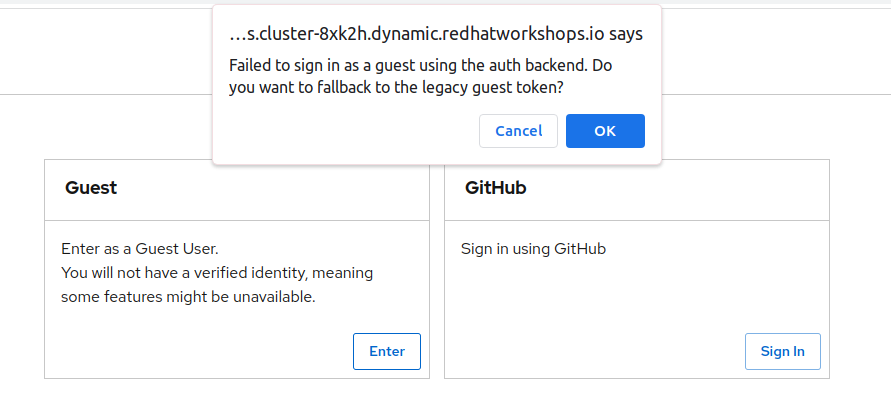 ...s.cluster-8xk2h.dynamic.redhatworkshops.io says
Failed to sign in as a guest using the auth backend. Do
you want to fallback to the legacy guest token?
Cancel
OK
Guest
Enter as a Guest User.
You will not have a verified identity, meaning
some features might be unavailable.
Enter
GitHub
Sign in using GitHub
Sign In